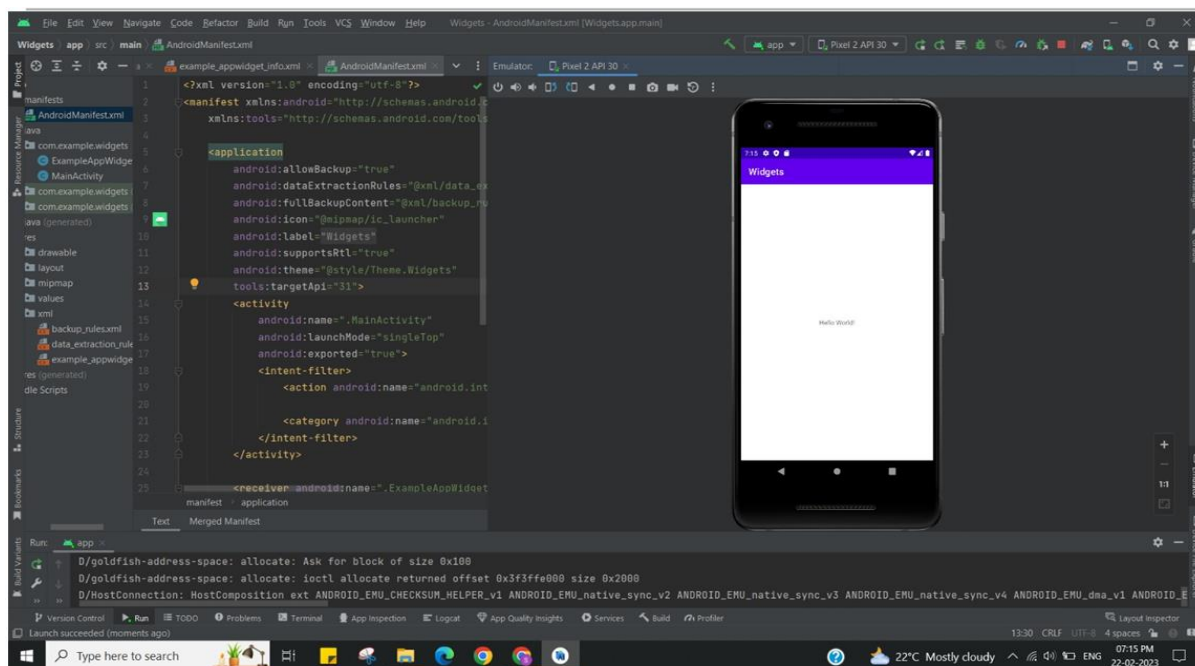 File Edit View Navigate Code Refactor Build Run Tools VCS Window Help Widgets - AndroidManifest.xml [Widgets.app.main]
Widgets app src main AndroidManifest.xml
app Pixel 2 API 30
Project
Resource Manager
Structure
Bookmarks
Build Variants
manifests
AndroidManifest.xml
java
com.example.widgets
ExampleAppWidge
MainActivity
com.example.widgets
com.example.widgets
java (generated)
res
drawable
layout
mipmap
values
xml
backup_rules.xml
data_extraction_rule
example_appwidge
res (generated)
dle Scripts
example_appwidget_info.xml AndroidManifest.xml
1 <?xml version="1.0" encoding="utf-8"?>
2 <manifest xmlns:android="http://schemas.android.c
3 xmlns:tools="http://schemas.android.com/tools
4
5 <application
6 android:allowBackup="true"
7 android:dataExtractionRules="@xml/data_ex
8 android:fullBackupContent="@xml/backup_ru
9 android:icon="@mipmap/ic_launcher"
10 android:label="Widgets"
11 android:supportsRtl="true"
12 android:theme="@style/Theme.Widgets"
13 tools:targetApi="31">
14 <activity
15 android:name=".MainActivity"
16 android:launchMode="singleTop"
17 android:exported="true">
18 <intent-filter>
19 <action android:name="android.int
20
21 <category android:name="android.i
22 </intent-filter>
23 </activity>
24
25 <receiver android:name=".ExampleAppWidget
manifest application
Text Merged Manifest
Emulator: Pixel 2 API 30
7:15
Widgets
Hello World!
1:1
Run: app
D/goldfish-address-space: allocate: Ask for block of size 0x100
D/goldfish-address-space: allocate: ioctl allocate returned offset 0x3f3ffe000 size 0x2000
D/HostConnection: HostComposition ext ANDROID_EMU_CHECKSUM_HELPER_v1 ANDROID_EMU_native_sync_v2 ANDROID_EMU_native_sync_v3 ANDROID_EMU_native_sync_v4 ANDROID_EMU_dma_v1 ANDROID_E
Version Control Run TODO Problems Terminal App Inspection Logcat App Quality Insights Services Build Profiler Layout Inspector
Launch succeeded (moments ago) 13:30 CRLF UTF-8 4 spaces
Type here to search 22°C Mostly cloudy ENG 07:15 PM
22-02-2023